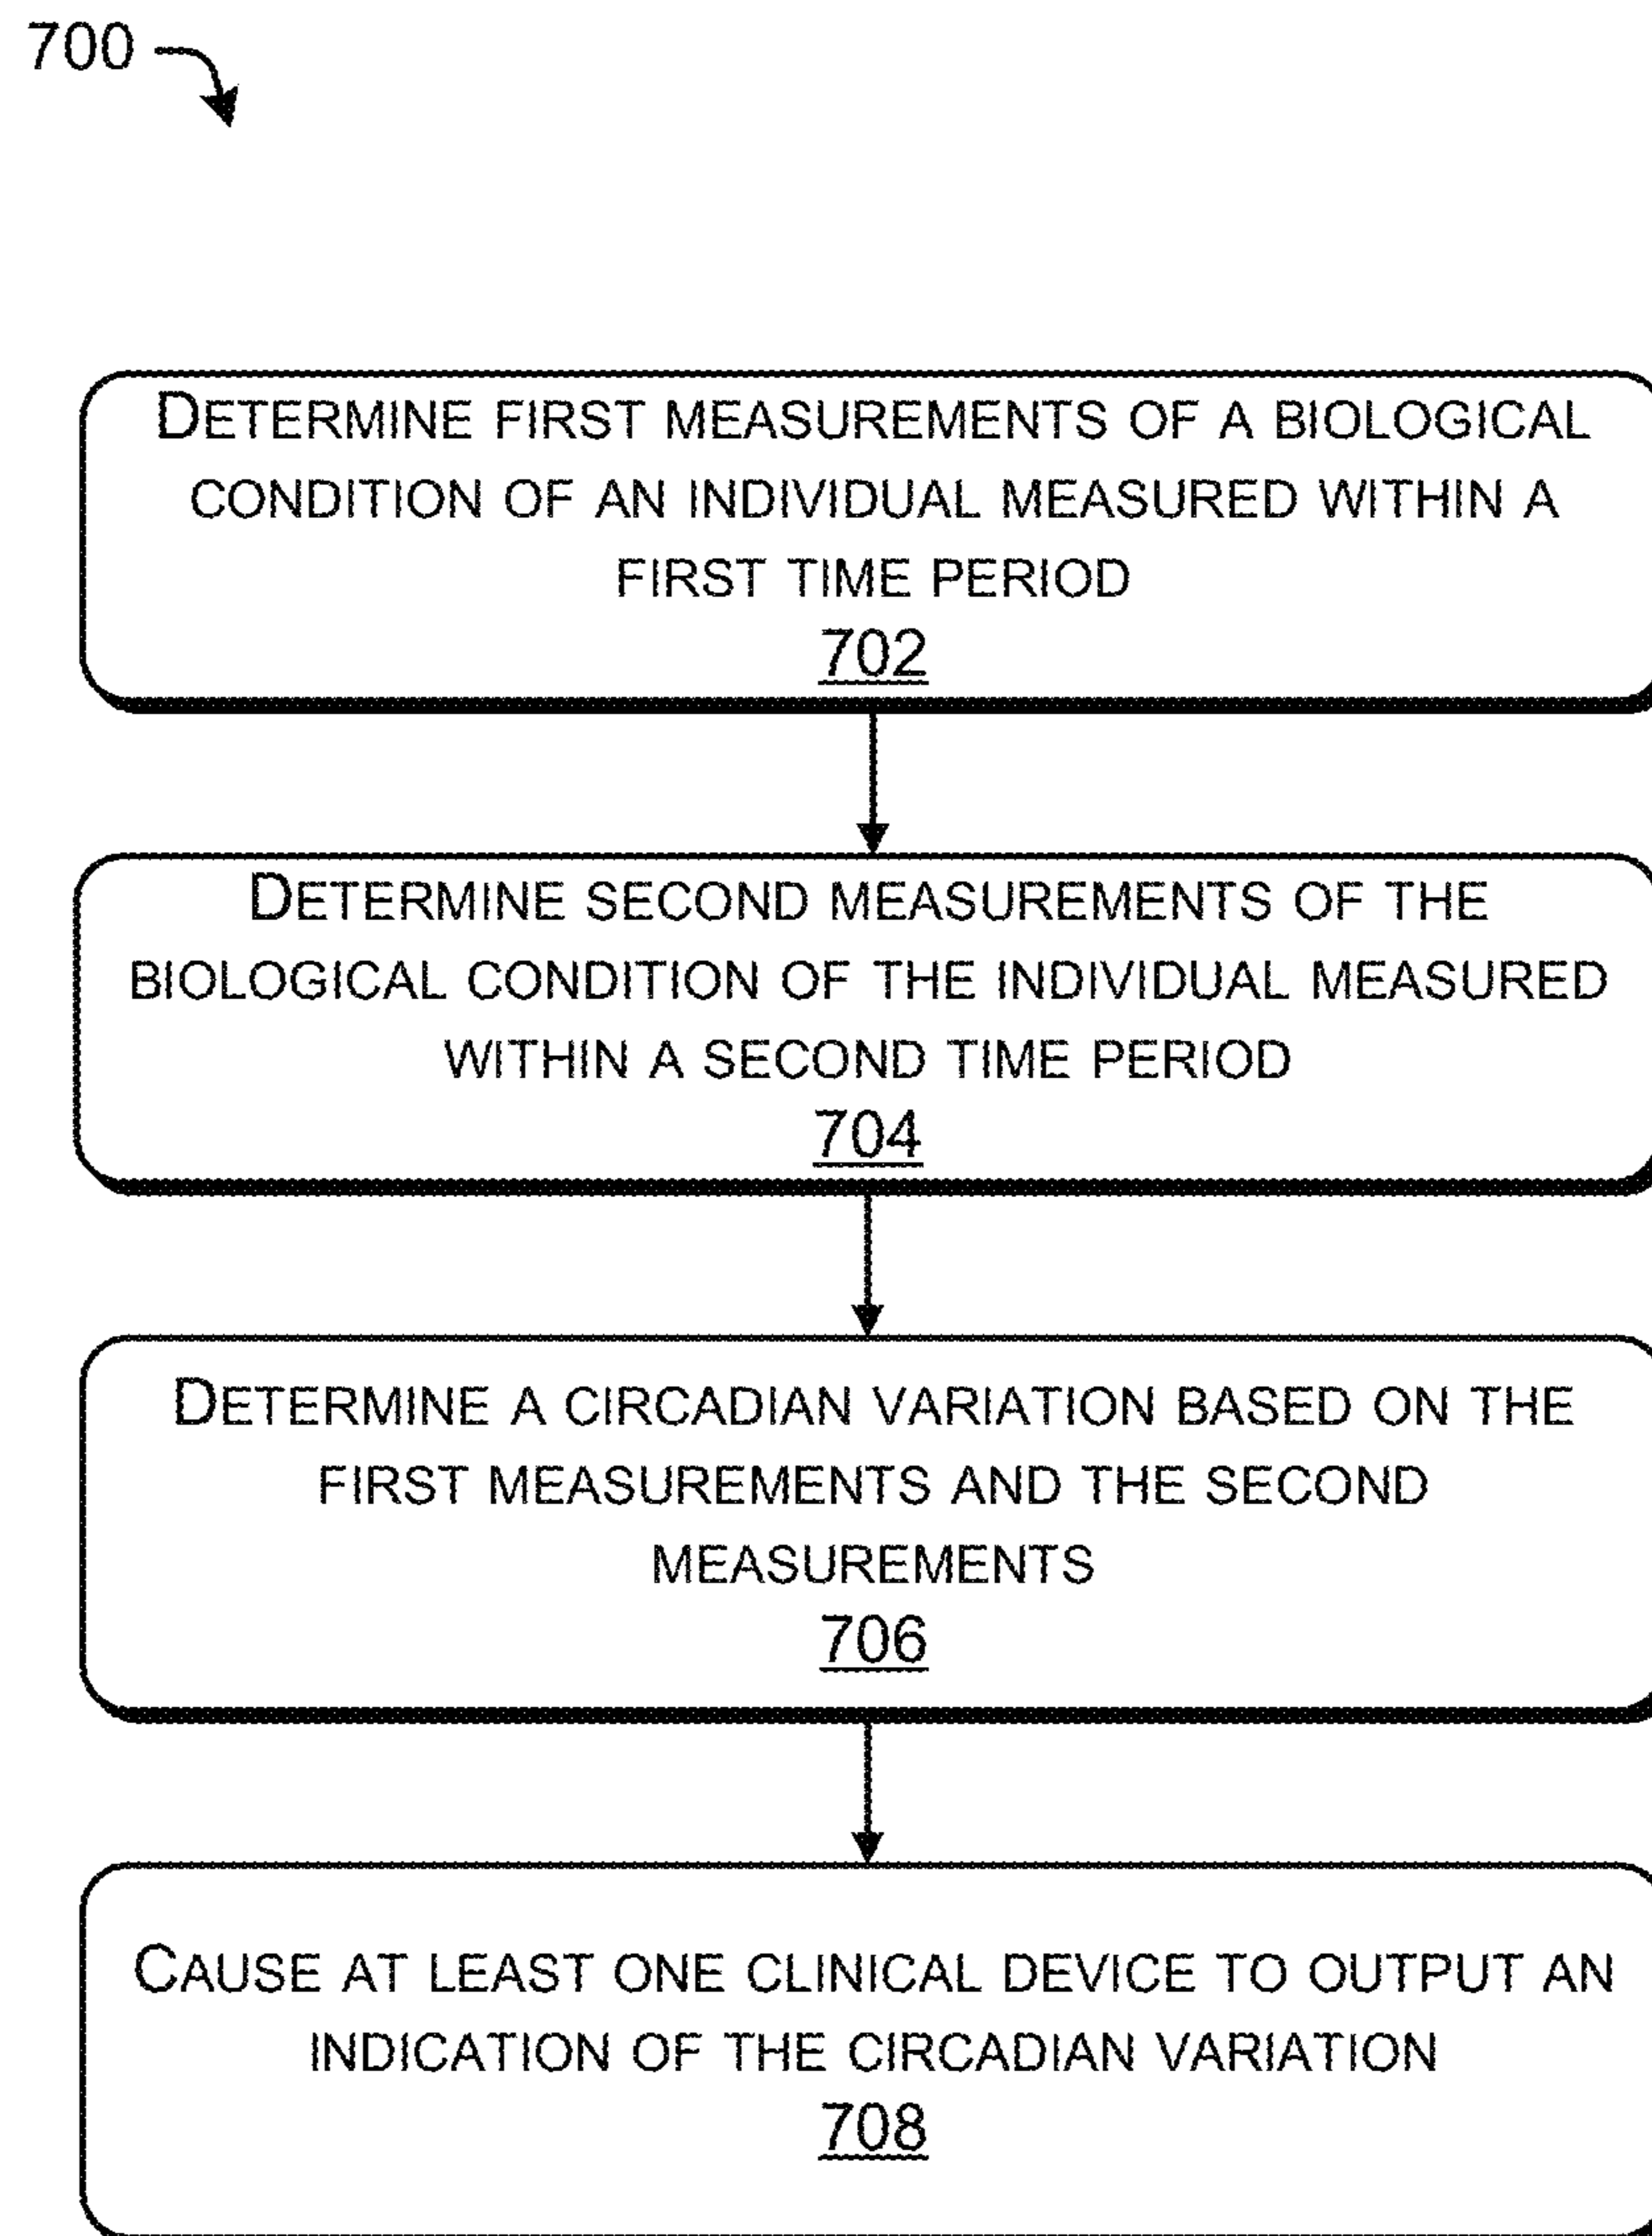 700
DETERMINE FIRST MEASUREMENTS OF A BIOLOGICAL
CONDITION OF AN INDIVIDUAL MEASURED WITHIN A
FIRST TIME PERIOD
702
DETERMINE SECOND MEASUREMENTS OF THE
BIOLOGICAL CONDITION OF THE INDIVIDUAL MEASURED
WITHIN A SECOND TIME PERIOD
704
DETERMINE A CIRCADIAN VARIATION BASED ON THE
FIRST MEASUREMENTS AND THE SECOND
MEASUREMENTS
706
CAUSE AT LEAST ONE CLINICAL DEVICE TO OUTPUT AN
INDICATION OF THE CIRCADIAN VARIATION
708